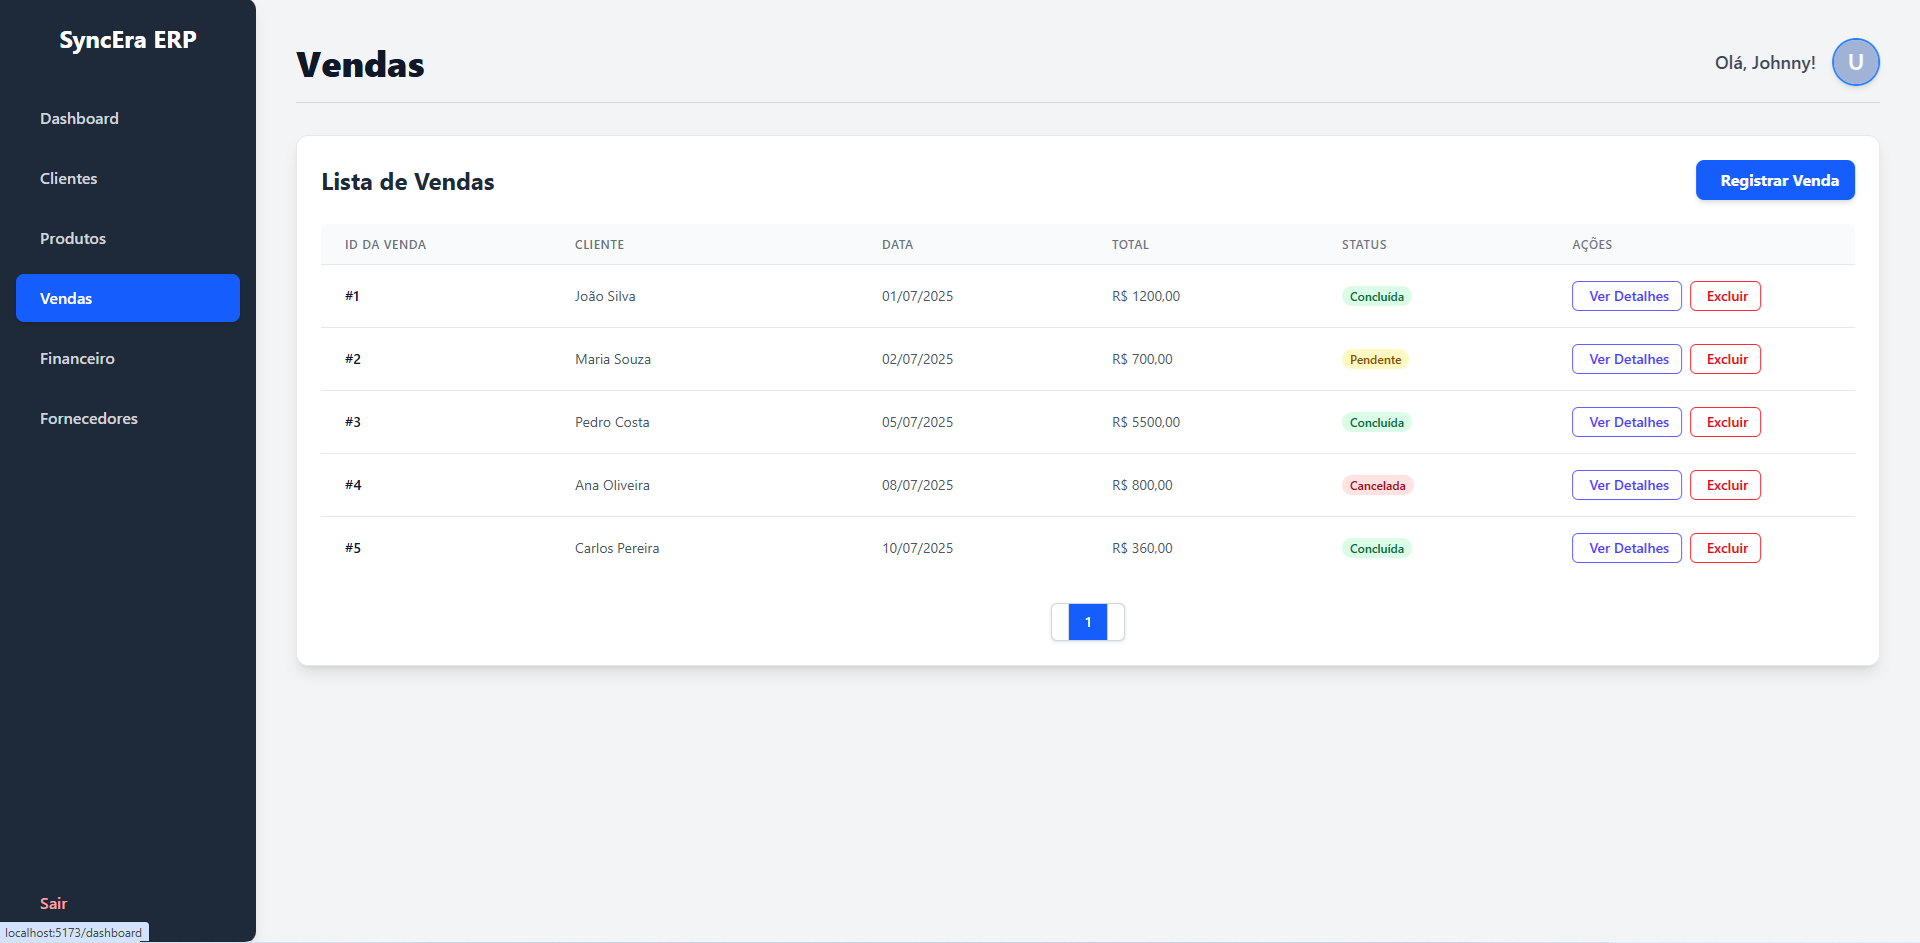 SyncEra ERP
Dashboard
Clientes
Produtos
Vendas
Financeiro
Fornecedores
Sair
localhost:5173/dashboard
Vendas
Olá, Johnny!
U
Lista de Vendas
Registrar Venda
ID DA VENDA CLIENTE DATA TOTAL STATUS AÇÕES
#1 João Silva 01/07/2025 R$ 1200,00 Concluída Ver Detalhes Excluir
#2 Maria Souza 02/07/2025 R$ 700,00 Pendente Ver Detalhes Excluir
#3 Pedro Costa 05/07/2025 R$ 5500,00 Concluída Ver Detalhes Excluir
#4 Ana Oliveira 08/07/2025 R$ 800,00 Cancelada Ver Detalhes Excluir
#5 Carlos Pereira 10/07/2025 R$ 360,00 Concluída Ver Detalhes Excluir
1